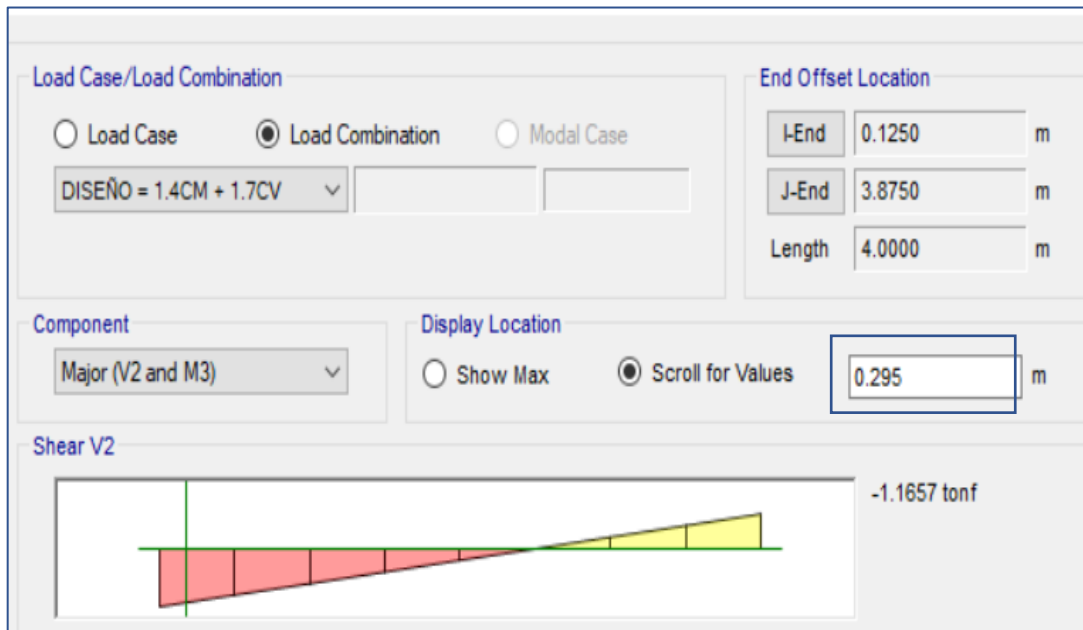 Load Case/Load Combination
Load Case Load Combination Modal Case
DISEÑO = 1.4CM + 1.7CV
End Offset Location
I-End 0.1250 m
J-End 3.8750 m
Length 4.0000 m
Component
Major (V2 and M3)
Display Location
Show Max Scroll for Values 0.295 m
Shear V2
-1.1657 tonf